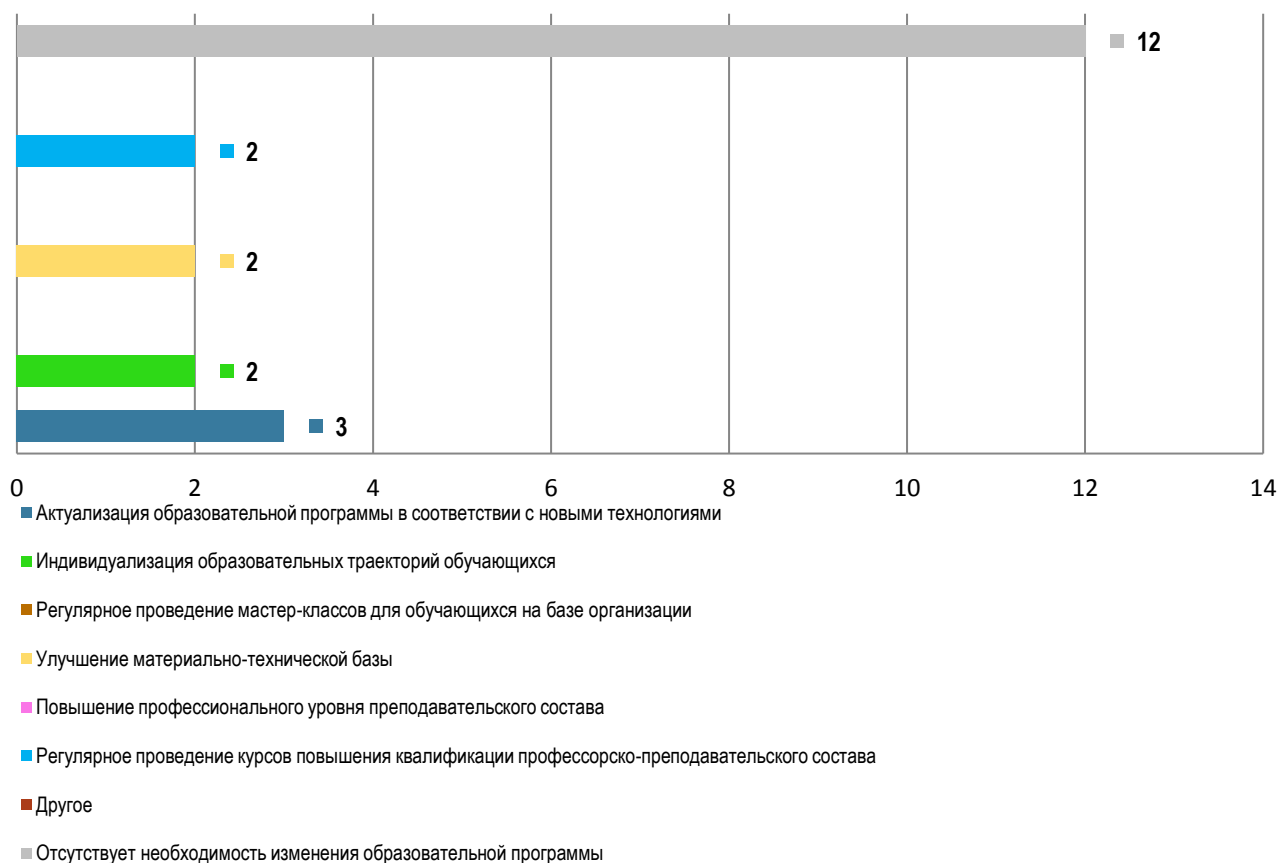 12
2
2
2
3
0 2 4 6 8 10 12 14
Актуализация образовательной программы в соответствии с новыми технологиями
Индивидуализация образовательных траекторий обучающихся
Регулярное проведение мастер-классов для обучающихся на базе организации
Улучшение материально-технической базы
Повышение профессионального уровня преподавательского состава
Регулярное проведение курсов повышения квалификации профессорско-преподавательского состава
Другое
Отсутствует необходимость изменения образовательной программы